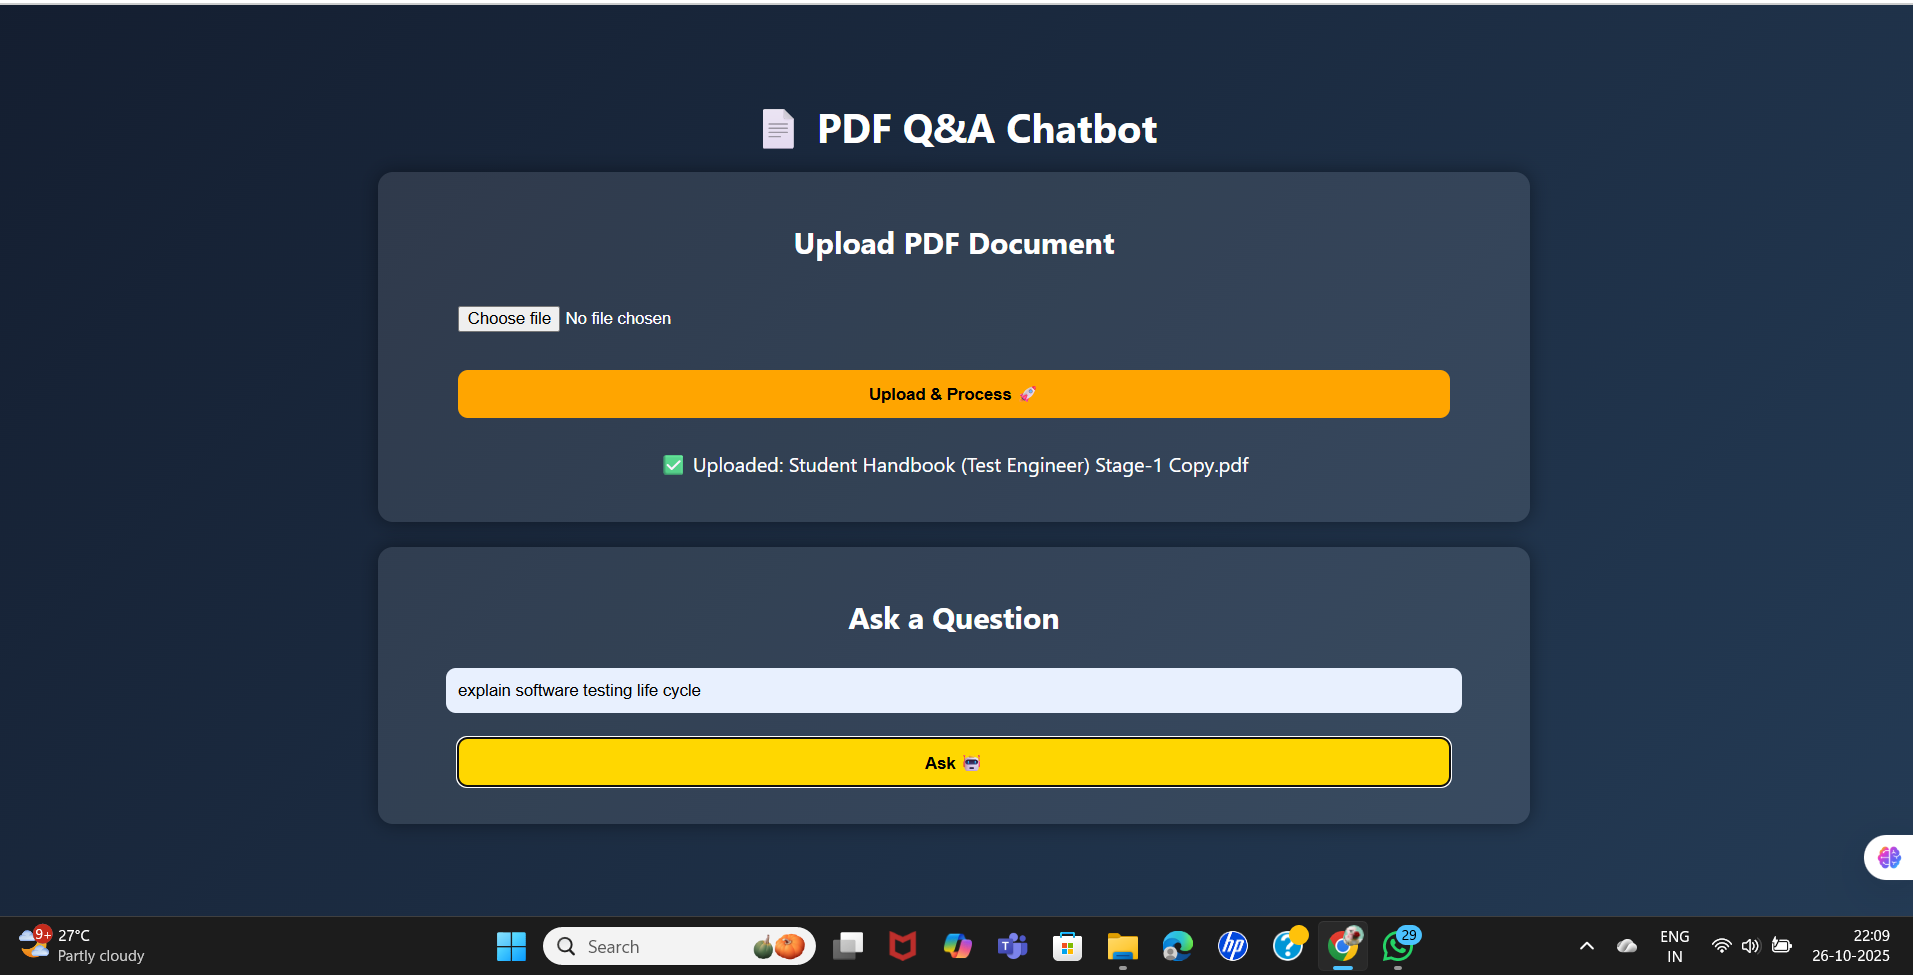 PDF Q&A Chatbot
Upload PDF Document
Choose file No file chosen
Upload & Process
Uploaded: Student Handbook (Test Engineer) Stage-1 Copy.pdf
Ask a Question
explain software testing life cycle
Ask
9+
27°C
Partly cloudy
Search
T
hp
?
29
ENG
IN
22:09
26-10-2025